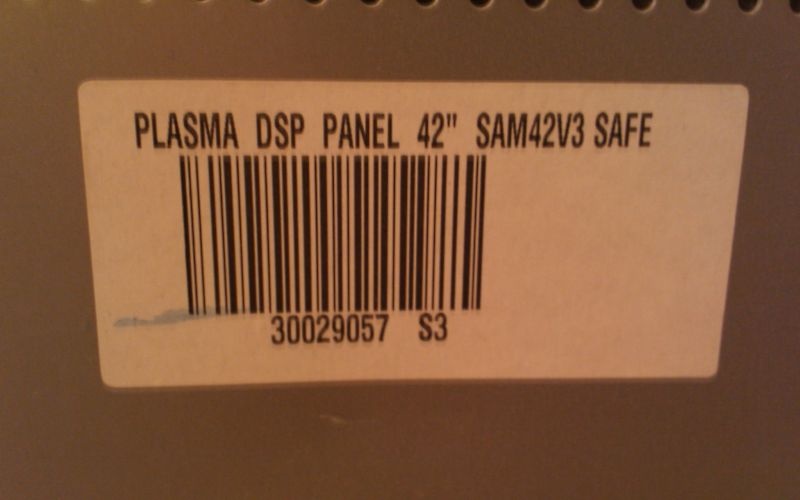 PLASMA DSP PANEL 42" SAM42V3 SAFE
30029057 S3